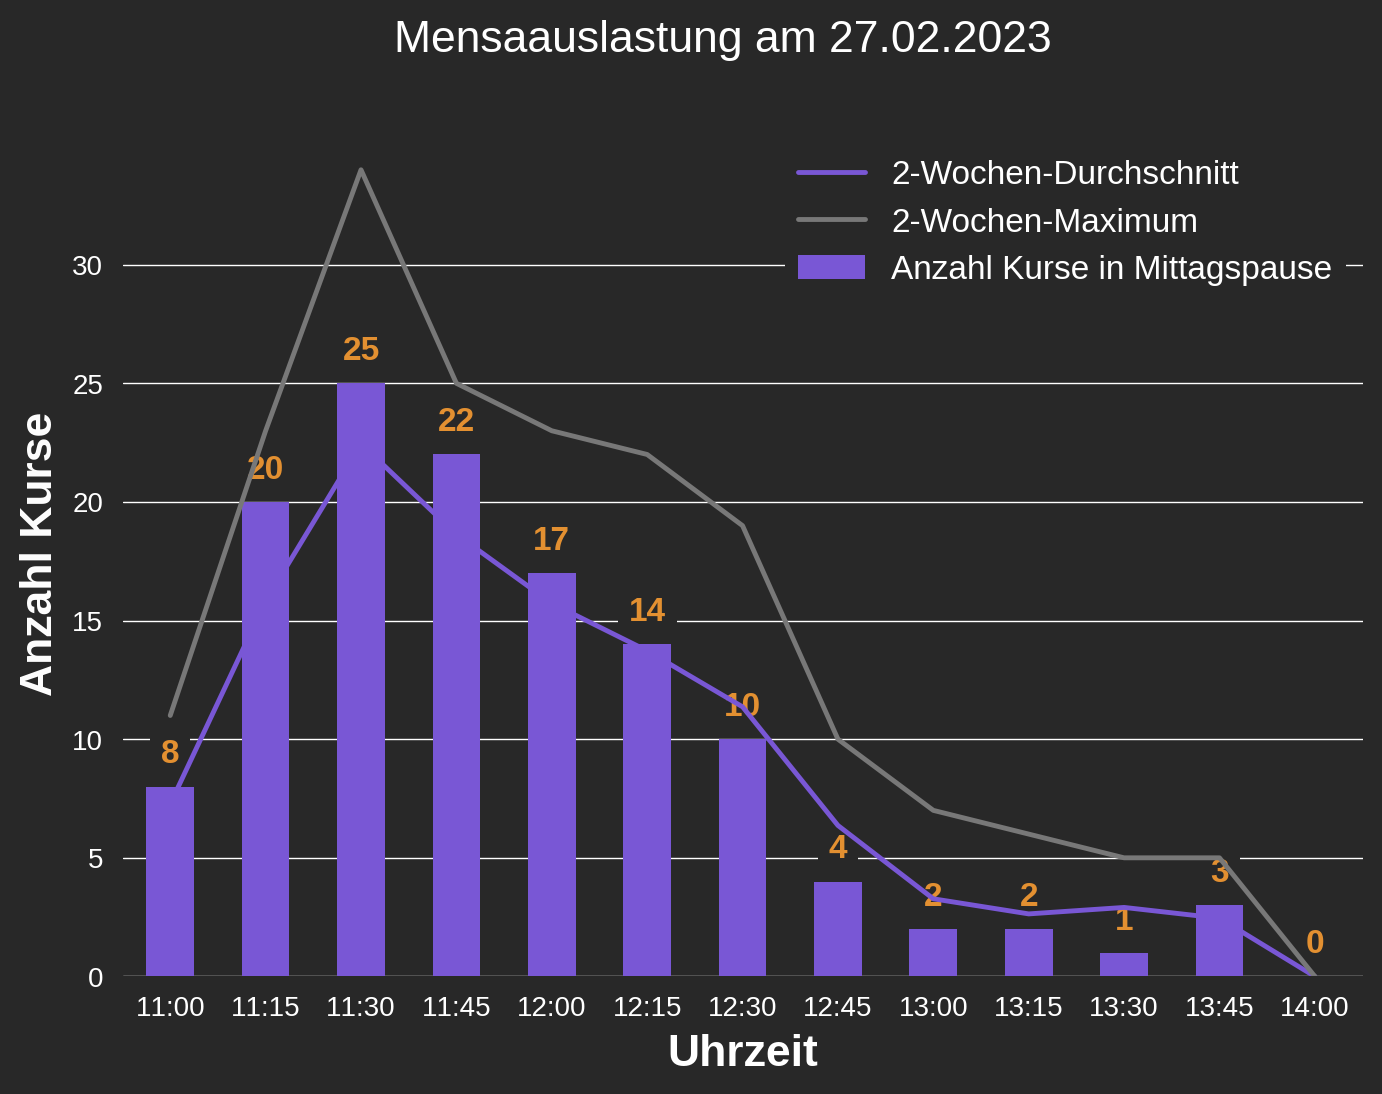 Mensaauslastung am 27.02.2023
2-Wochen-Durchschnitt
2-Wochen-Maximum
Anzahl Kurse in Mittagspause
Anzahl Kurse
30
25
20
15
10
5
0
8
20
25
22
17
14
10
4
2
2
1
3
0
11:00 11:15 11:30 11:45 12:00 12:15 12:30 12:45 13:00 13:15 13:30 13:45 14:00
Uhrzeit